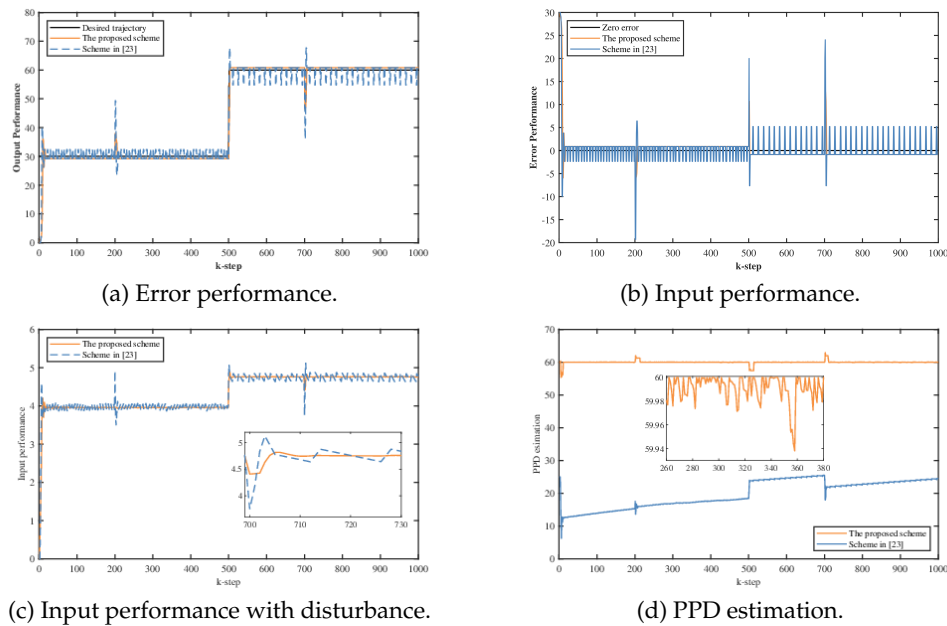 Desired trajectory
The proposed scheme
Scheme in [23]
Output Performance
80
70
60
50
40
30
20
10
0
0 100 200 300 400 500 600 700 800 900 1000
k-step
(a) Error performance.
Zero error
The proposed scheme
Scheme in [23]
Error Performance
30
25
20
15
10
5
0
-5
-10
-15
-20
0 100 200 300 400 500 600 700 800 900 1000
k-step
(b) Input performance.
The proposed scheme
Scheme in [23]
Input performance
6
5
4
3
2
1
0
5
4.5
4
700 710 720 730
0 100 200 300 400 500 600 700 800 900 1000
k-step
(c) Input performance with disturbance.
PPD esimation
70
60
50
40
30
20
10
0
60
59.98
59.96
59.94
260 280 300 320 340 360 380
The proposed scheme
Scheme in [23]
0 100 200 300 400 500 600 700 800 900 1000
k-step
(d) PPD estimation.